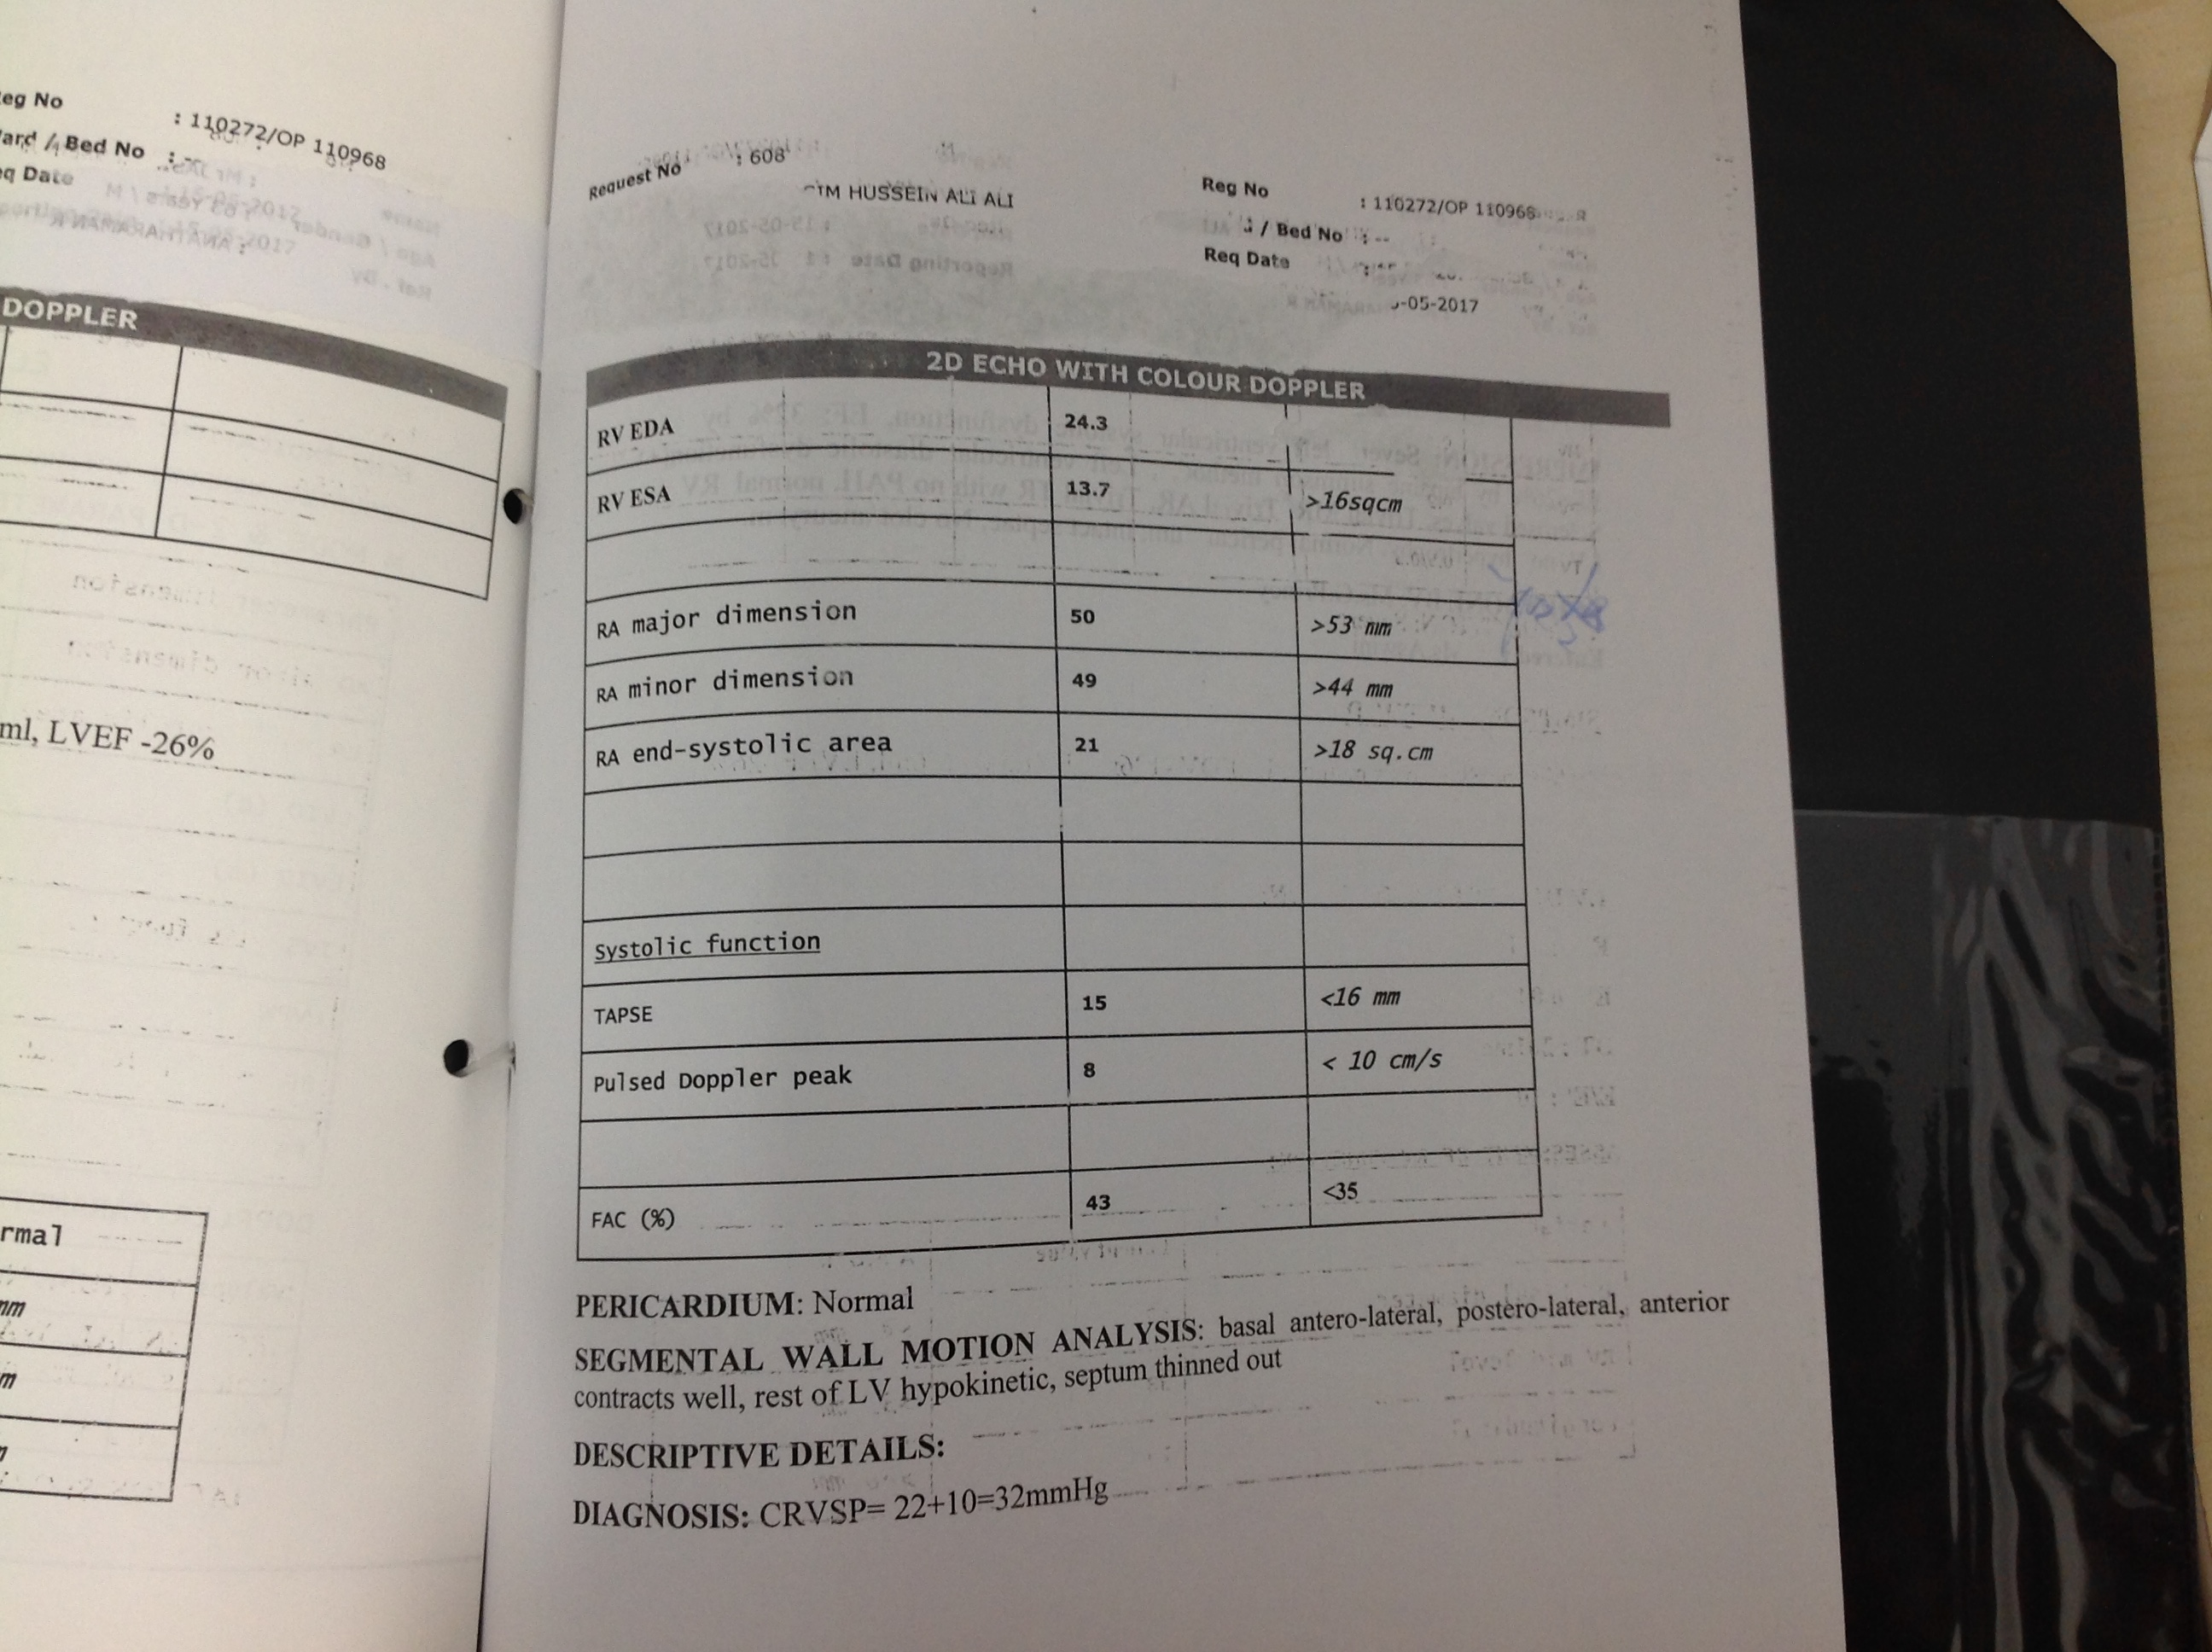 eg No : 110272/OP 110968
ard / Bed No : --
eq Date
DOPPLER
ml, LVEF -26%
rmal
mm
m
Request No : 608
HUSSEIN ALI ALI
Reg No : 110272/OP 110968
/ Bed No : --
Req Date :
-05-2017
2D ECHO WITH COLOUR DOPPLER
RV EDA 24.3
RV ESA 13.7 >16sqcm
RA major dimension 50 >53 mm
RA minor dimension 49 >44 mm
RA end-systolic area 21 >18 sq.cm
Systolic function
TAPSE 15 <16 mm
Pulsed Doppler peak 8 < 10 cm/s
FAC (%) 43 <35
PERICARDIUM: Normal
SEGMENTAL WALL MOTION ANALYSIS: basal antero-lateral, postero-lateral, anterior
contracts well, rest of LV hypokinetic, septum thinned out
DESCRIPTIVE DETAILS:
DIAGNOSIS: CRVSP= 22+10=32mmHg